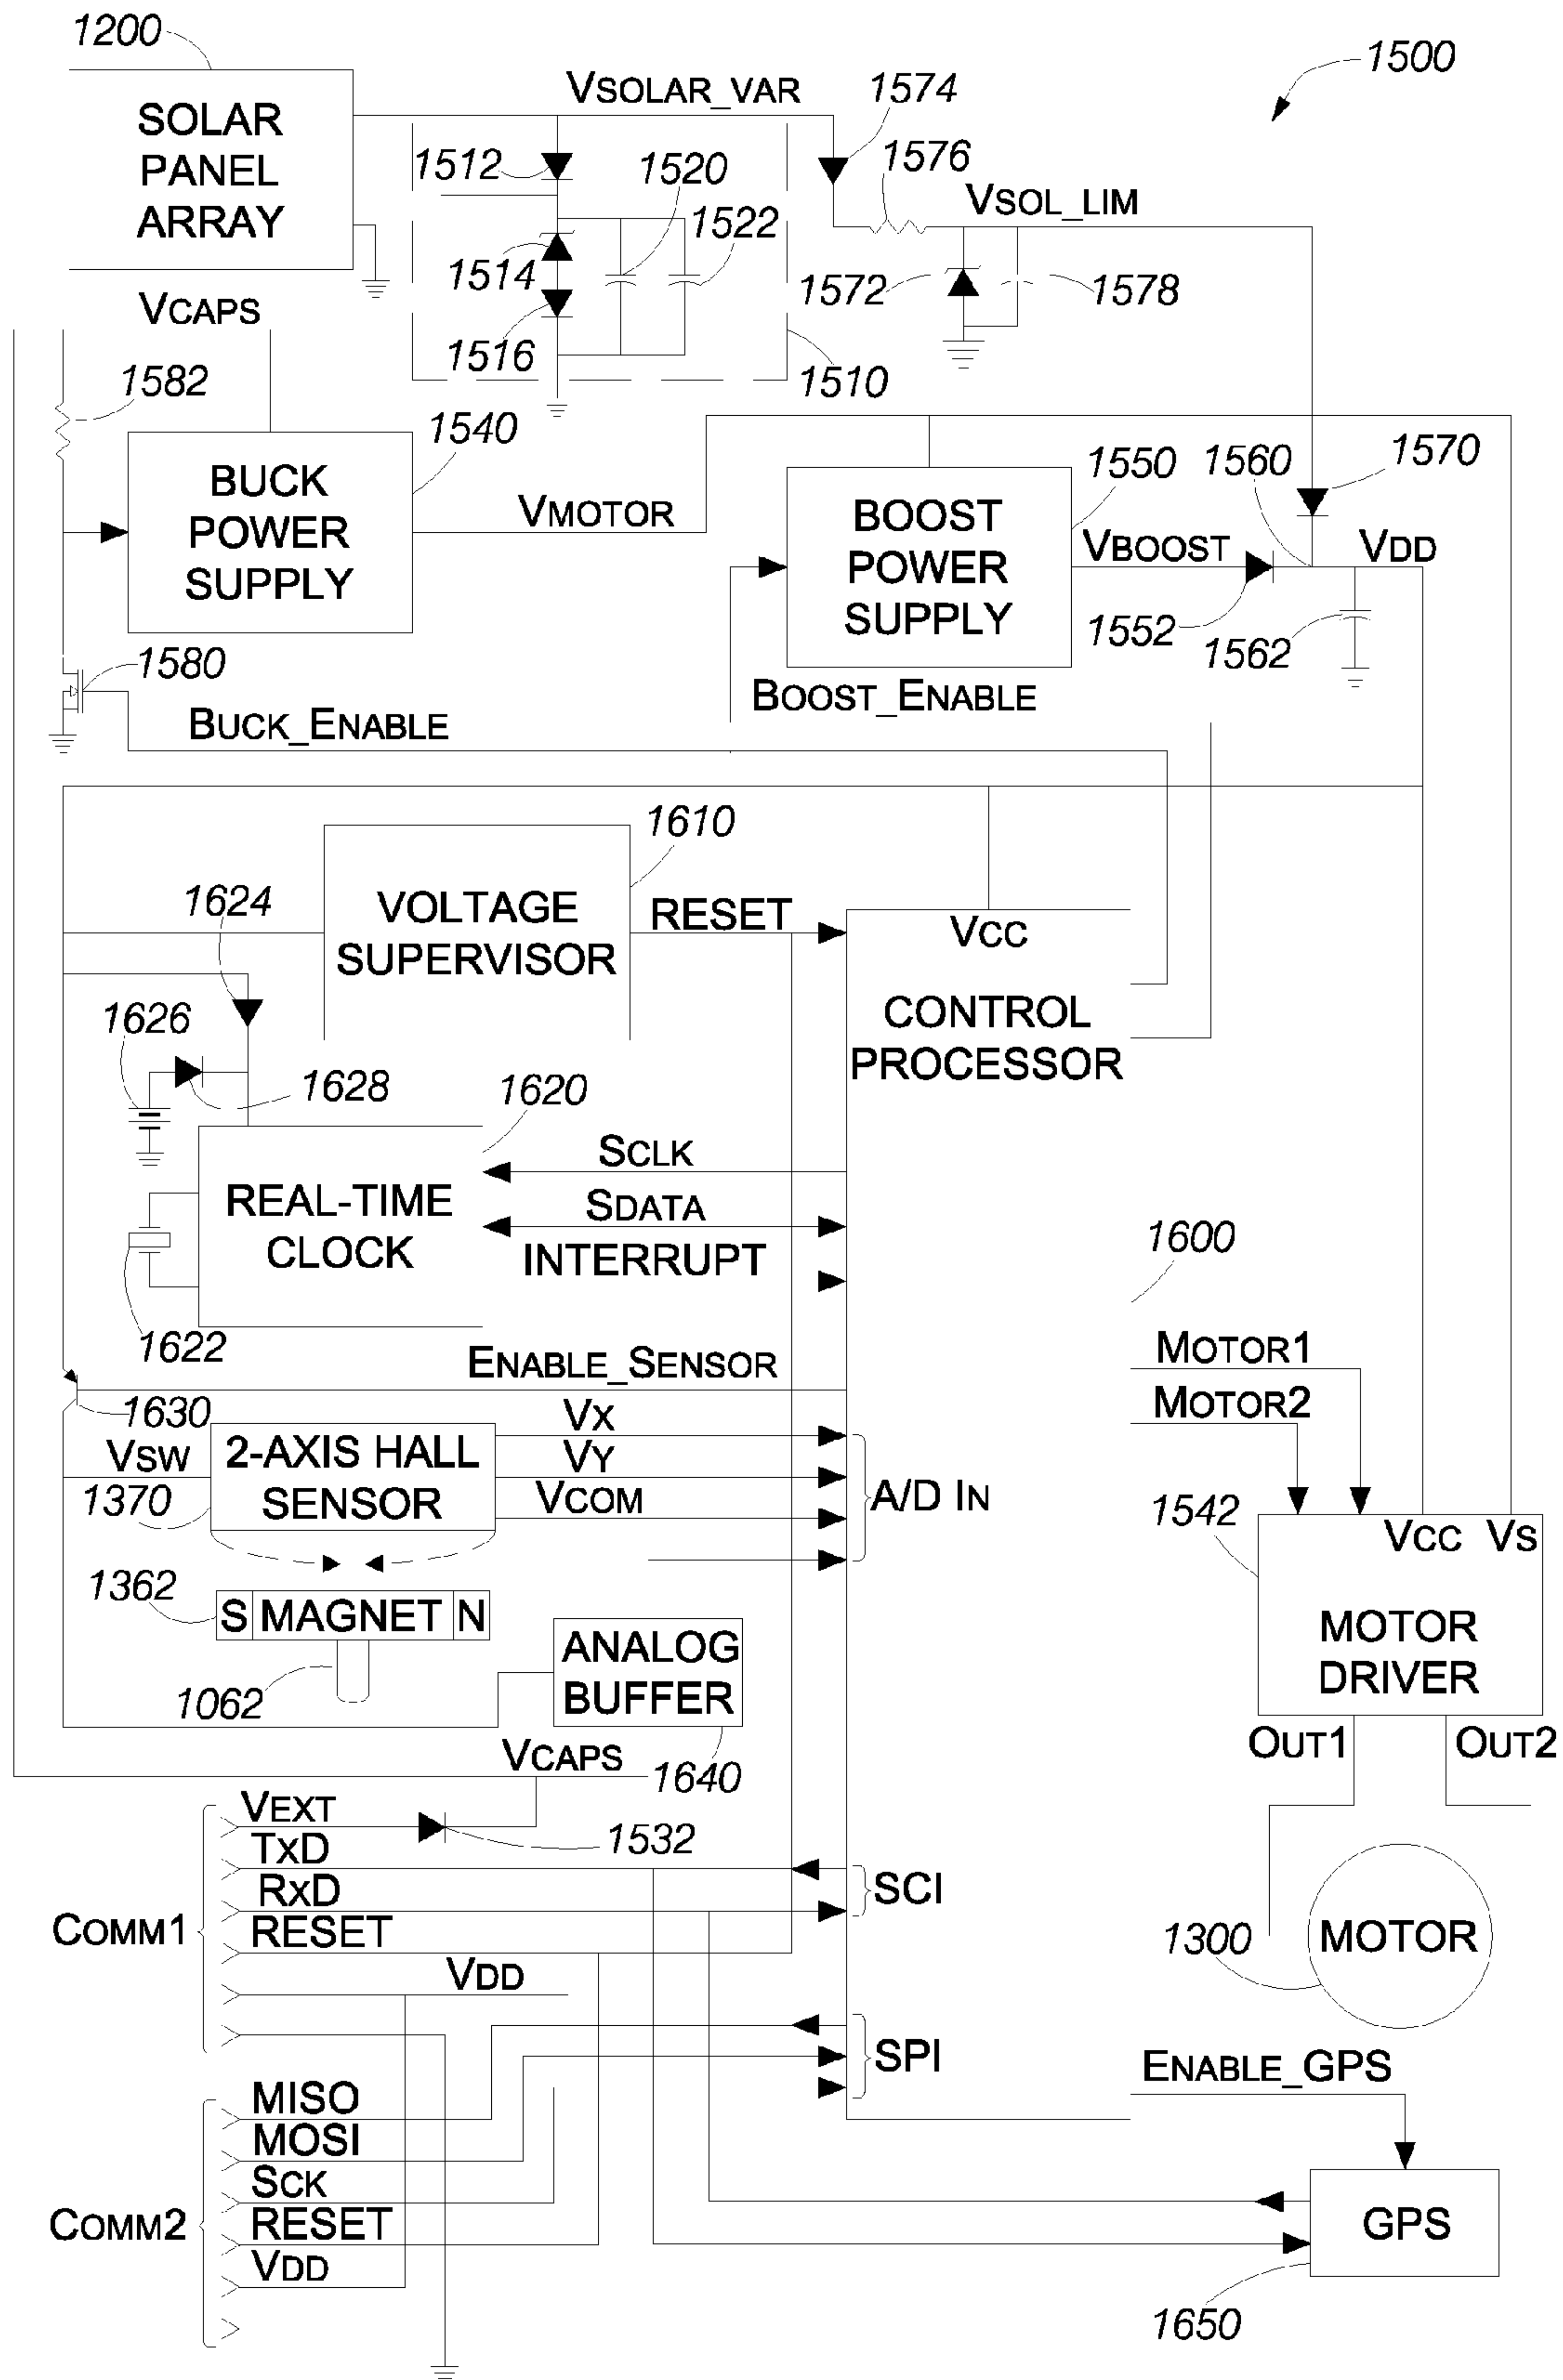 1200
1500
SOLAR
PANEL
ARRAY
VSOLAR_VAR
1574
1512
1520
1576
1522
VSOL_LIM
1514
1572
1578
VCAPS
1516
1510
1582
1540
BUCK
POWER
SUPPLY
VMOTOR
1550
1560
1570
BOOST
POWER
SUPPLY
VBOOST
VDD
1552
1562
1580
BUCK_ENABLE
BOOST_ENABLE
1610
1624
VOLTAGE
SUPERVISOR
RESET
VCC
CONTROL
PROCESSOR
1626
1628
1620
SCLK
REAL-TIME
CLOCK
SDATA
INTERRUPT
1600
1622
ENABLE_SENSOR
MOTOR1
MOTOR2
1630
VX
VSW
2-AXIS HALL
SENSOR
VY
VCOM
A/D IN
1370
1542
VCC VS
1362
S MAGNET N
MOTOR
DRIVER
1062
ANALOG
BUFFER
OUT1
OUT2
VCAPS
1640
VEXT
1532
TXD
RXD
SCI
COMM1
RESET
VDD
1300
MOTOR
SPI
ENABLE_GPS
MISO
MOSI
SCK
COMM2
RESET
VDD
GPS
1650